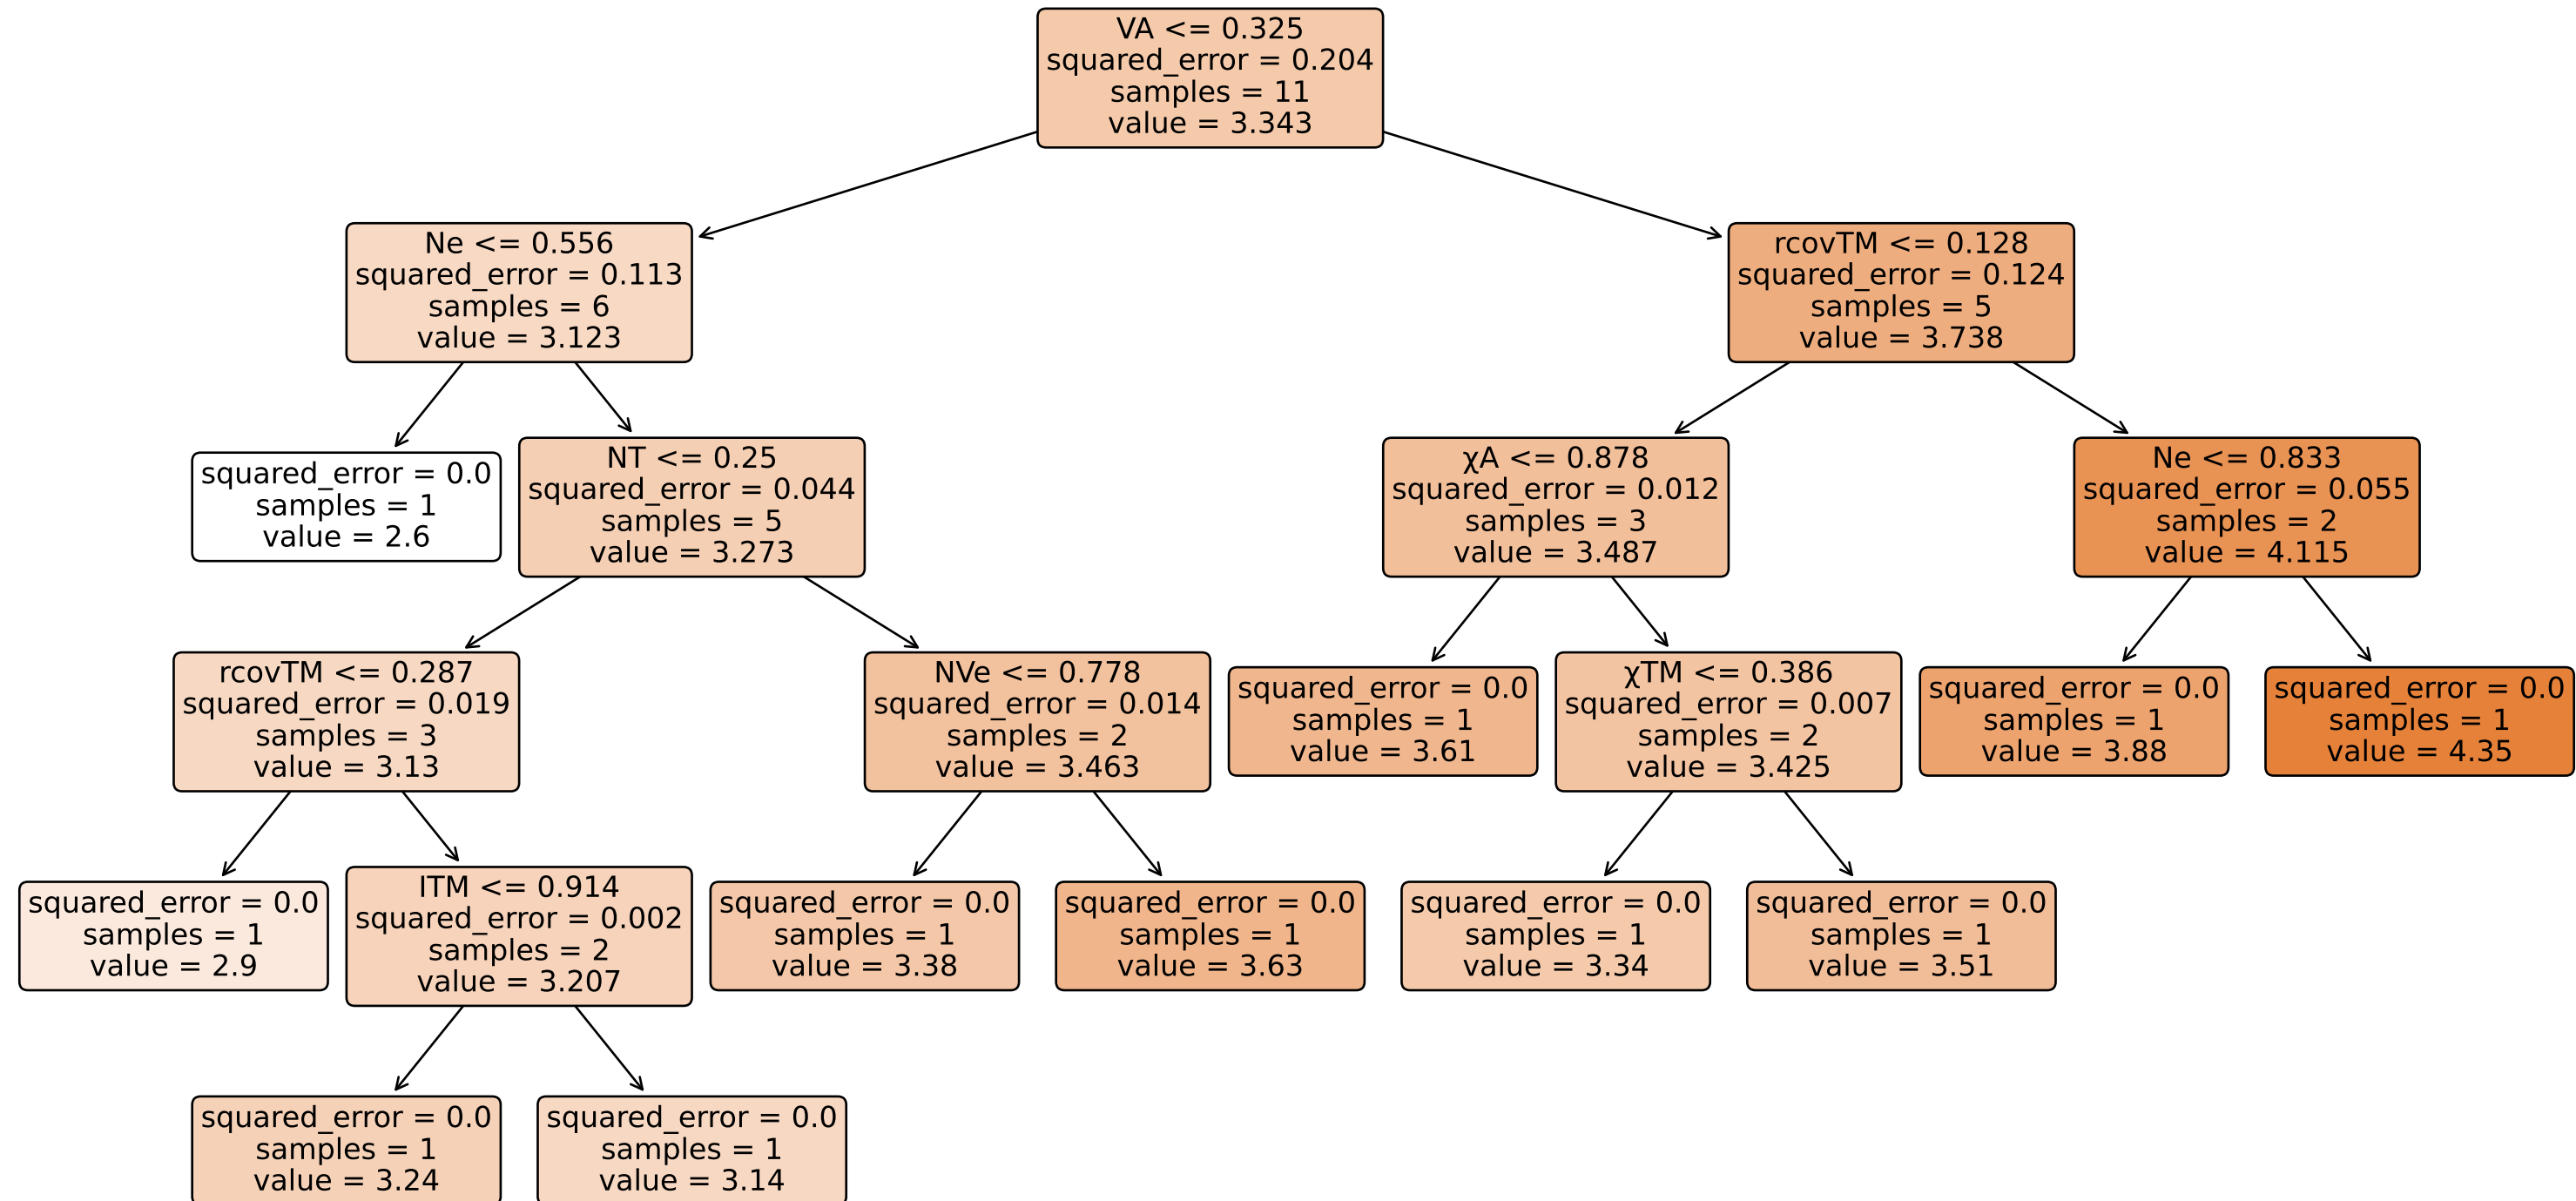 VA <= 0.325
squared_error = 0.204
samples = 11
value = 3.343
Ne <= 0.556
squared_error = 0.113
samples = 6
value = 3.123
rcovTM <= 0.128
squared_error = 0.124
samples = 5
value = 3.738
squared_error = 0.0
samples = 1
value = 2.6
NT <= 0.25
squared_error = 0.044
samples = 5
value = 3.273
χA <= 0.878
squared_error = 0.012
samples = 3
value = 3.487
Ne <= 0.833
squared_error = 0.055
samples = 2
value = 4.115
rcovTM <= 0.287
squared_error = 0.019
samples = 3
value = 3.13
NVe <= 0.778
squared_error = 0.014
samples = 2
value = 3.463
squared_error = 0.0
samples = 1
value = 3.61
χTM <= 0.386
squared_error = 0.007
samples = 2
value = 3.425
squared_error = 0.0
samples = 1
value = 3.88
squared_error = 0.0
samples = 1
value = 4.35
squared_error = 0.0
samples = 1
value = 2.9
ITM <= 0.914
squared_error = 0.002
samples = 2
value = 3.207
squared_error = 0.0
samples = 1
value = 3.38
squared_error = 0.0
samples = 1
value = 3.63
squared_error = 0.0
samples = 1
value = 3.34
squared_error = 0.0
samples = 1
value = 3.51
squared_error = 0.0
samples = 1
value = 3.24
squared_error = 0.0
samples = 1
value = 3.14